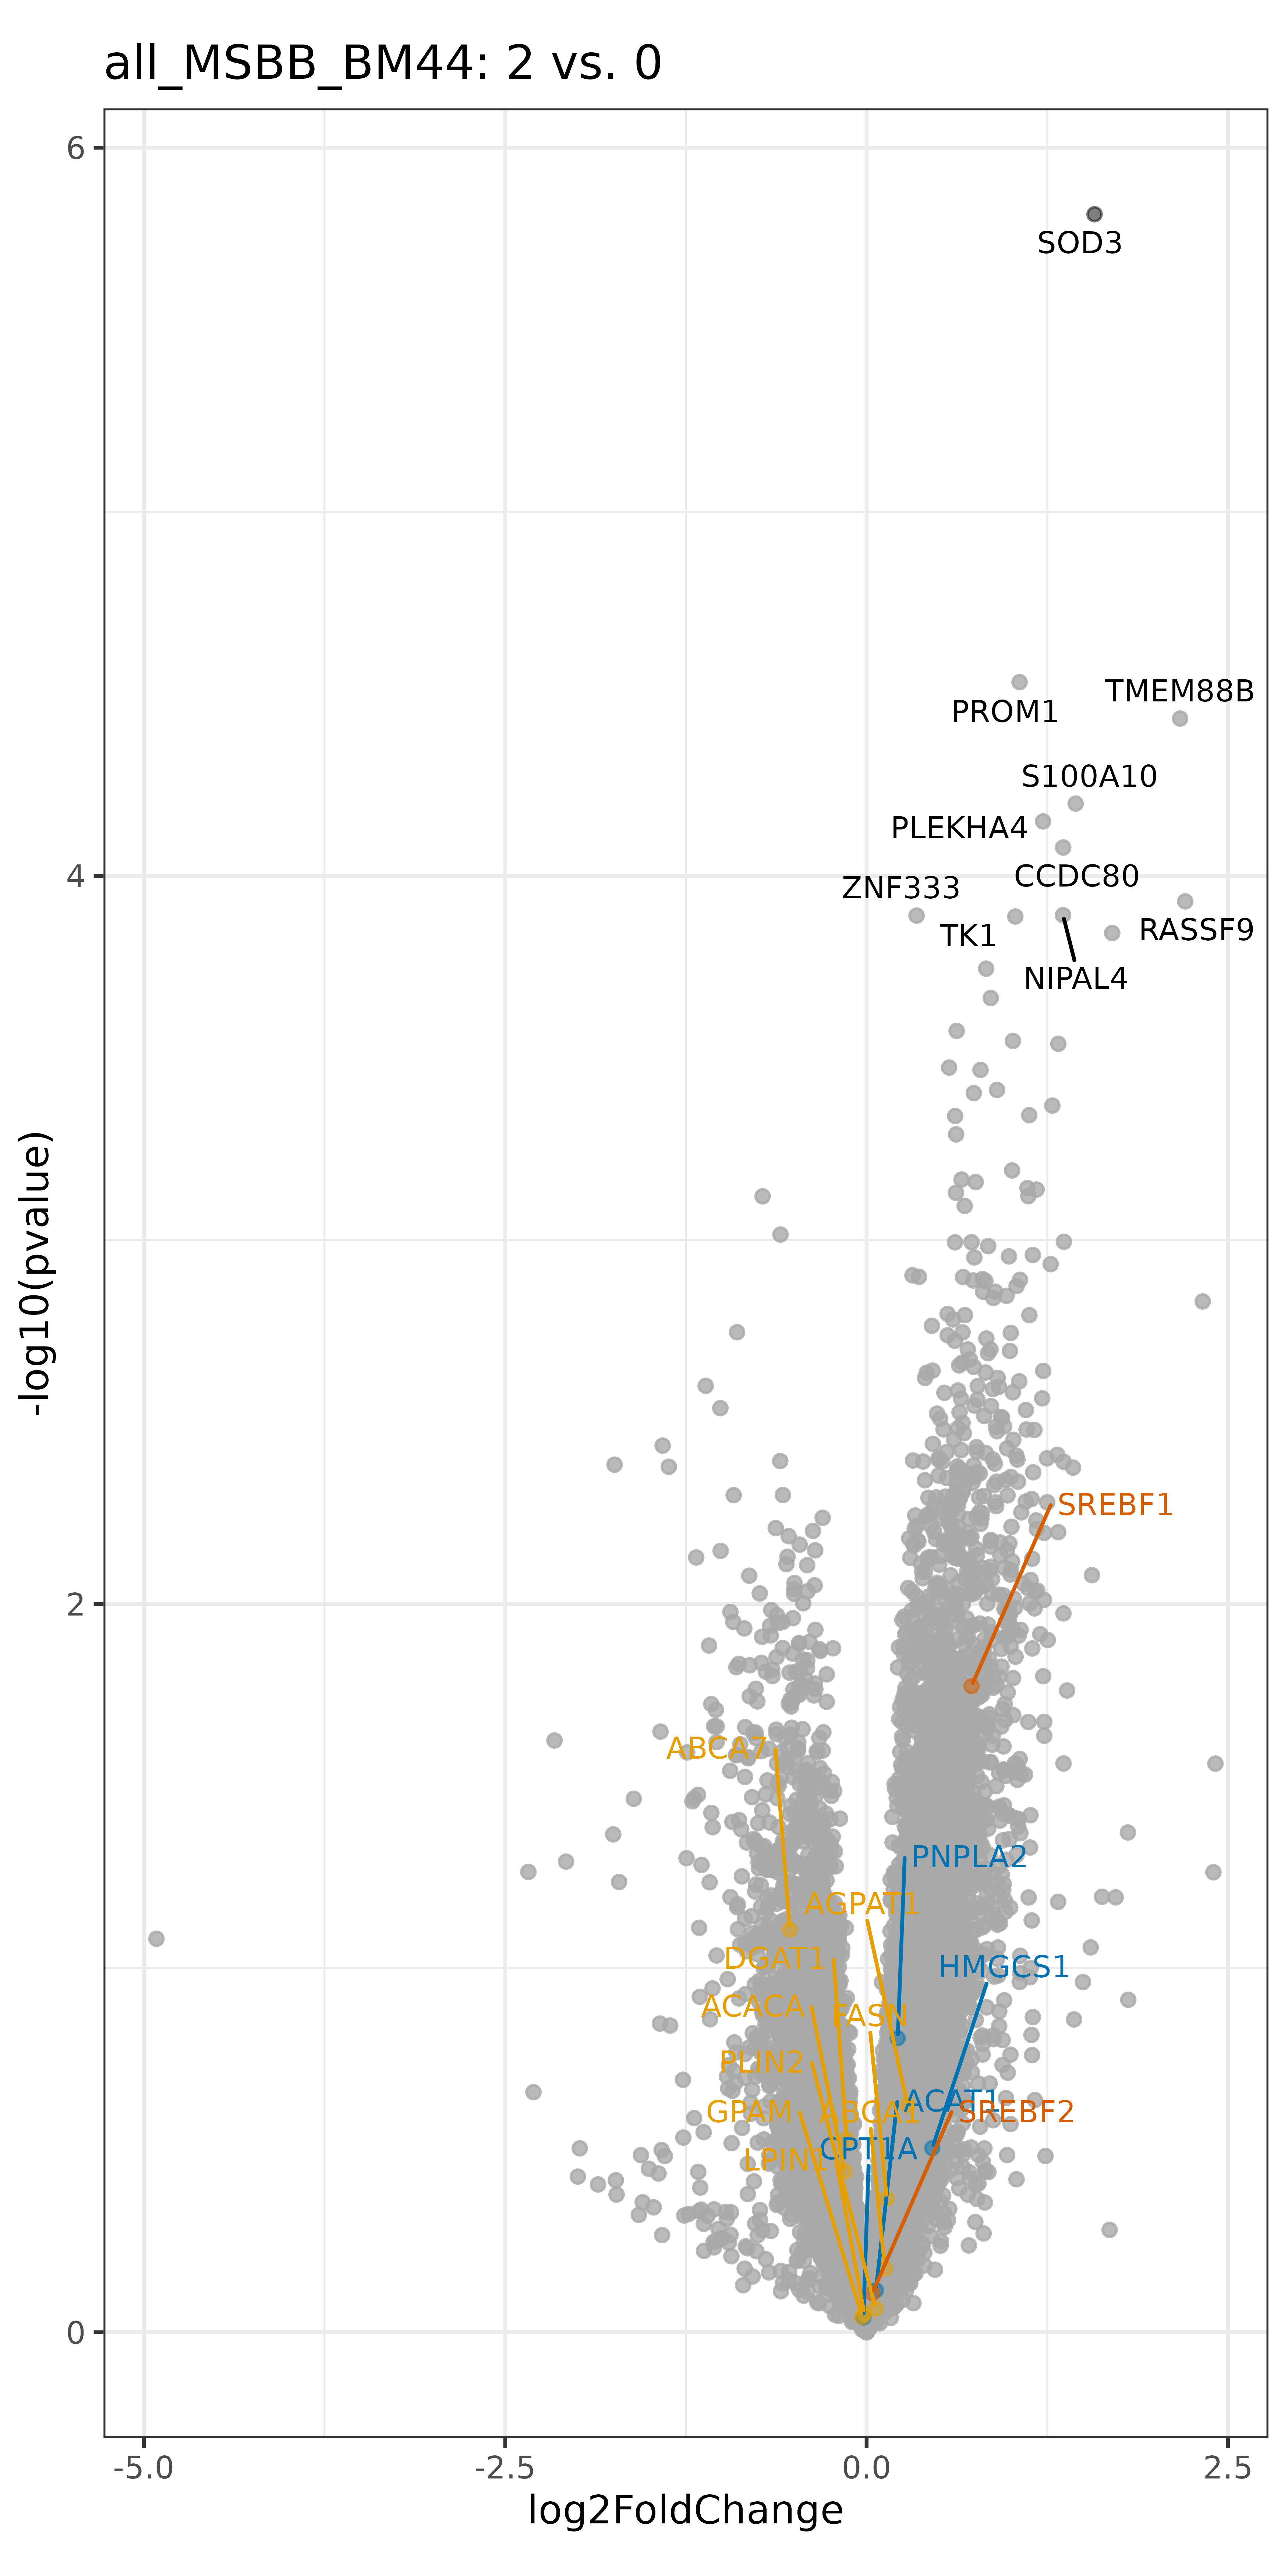 all_MSBB_BM44: 2 vs. 0
6
SOD3
TMEM88B
PROM1
S100A10
PLEKHA4
4
CCDC80
ZNF333
RASSF9
TK1
NIPAL4
-log10(pvalue)
SREBF1
2
ABCA7
PNPLA2
AGPAT1
DGAT1
HMGCS1
ACACA
FASN
PLIN2
ACAT1
GPAM
ABCA1
SREBF2
CPT1A
LPIN1
0
-5.0
-2.5
0.0
2.5
log2FoldChange